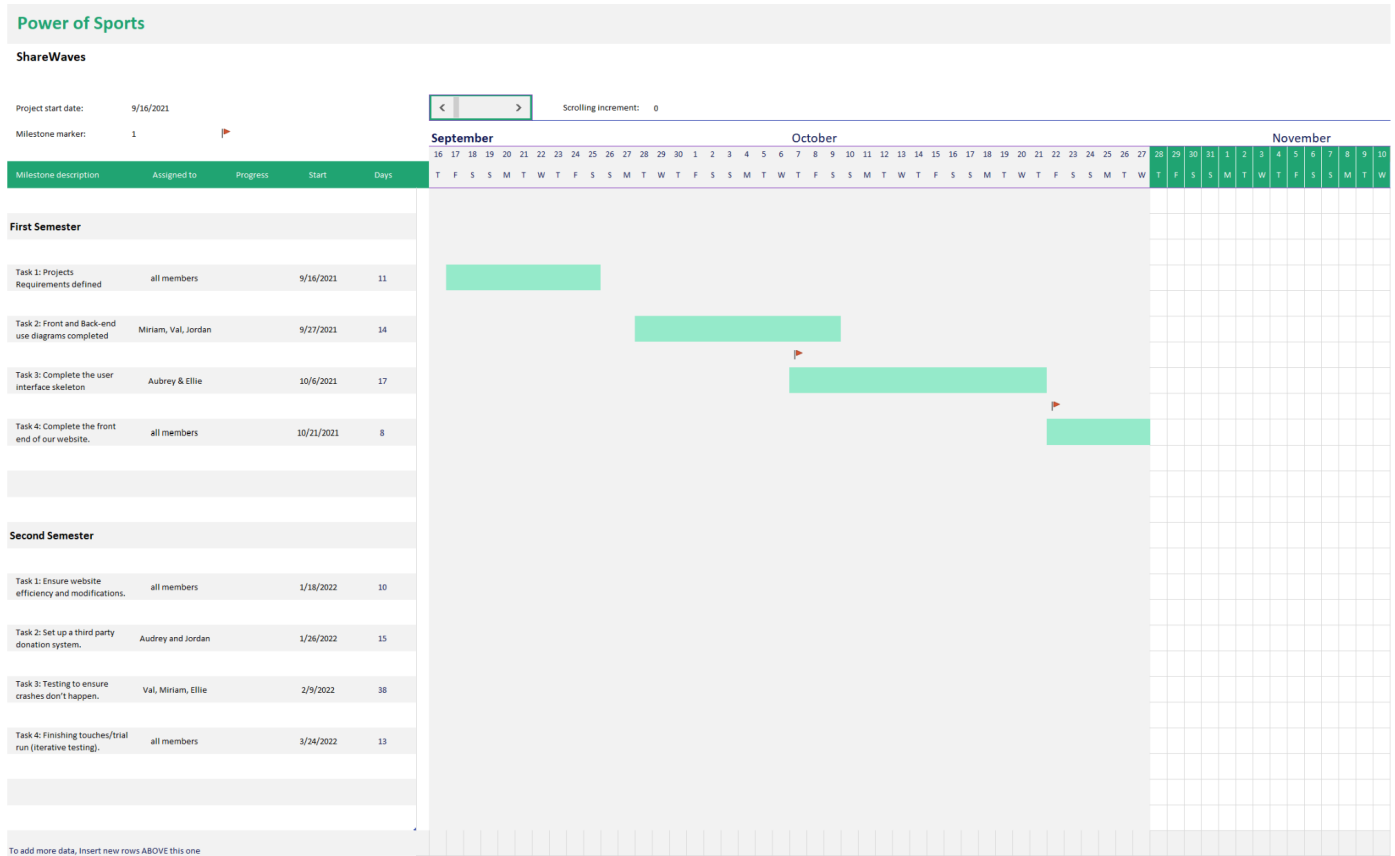 Power of Sports
ShareWaves
Project start date: 9/16/2021
Scrolling increment: 0
Milestone marker: 1
September October November
16 17 18 19 20 21 22 23 24 25 26 27 28 29 30 1 2 3 4 5 6 7 8 9 10 11 12 13 14 15 16 17 18 19 20 21 22 23 24 25 26 27 28 29 30 31 1 2 3 4 5 6 7 8 9 10
Milestone description Assigned to Progress Start Days T F S S M T W T F S S M T W T F S S M T W T F S S M T W T F S S M T W T F S S M T W T F S S M T W T F S S M T W
First Semester
Task 1: Projects
Requirements defined
all members 9/16/2021 11
Task 2: Front and Back-end
use diagrams completed
Miriam, Val, Jordan 9/27/2021 14
Task 3: Complete the user
interface skeleton
Aubrey & Ellie 10/6/2021 17
Task 4: Complete the front
end of our website.
all members 10/21/2021 8
Second Semester
Task 1: Ensure website
efficiency and modifications.
all members 1/18/2022 10
Task 2: Set up a third party
donation system.
Audrey and Jordan 1/26/2022 15
Task 3: Testing to ensure
crashes don't happen.
Val, Miriam, Ellie 2/9/2022 38
Task 4: Finishing touches/trial
run (iterative testing).
all members 3/24/2022 13
To add more data, Insert new rows ABOVE this one